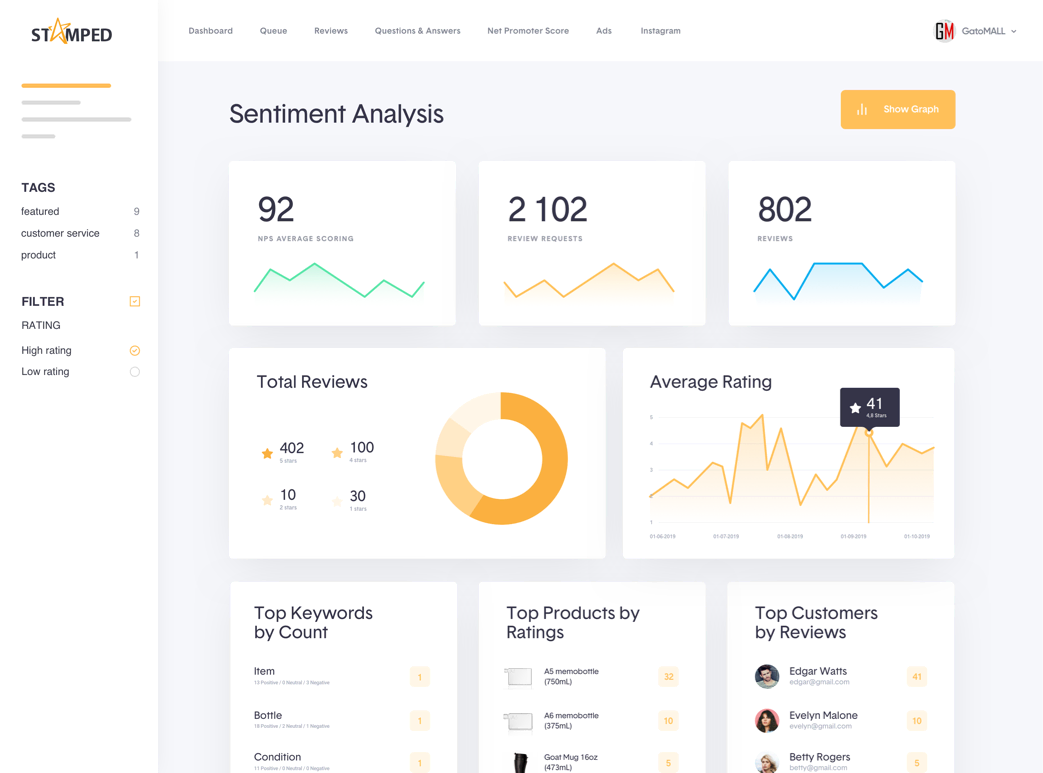 STAMPED
Dashboard
Queue
Reviews
Questions & Answers
Net Promoter Score
Ads
Instagram
GM
GatoMALL
Sentiment Analysis
Show Graph
TAGS
featured 9
customer service 8
product 1
FILTER
RATING
High rating
Low rating
92
NPS AVERAGE SCORING
2 102
REVIEW REQUESTS
802
REVIEWS
Total Reviews
402
5 stars
100
4 stars
10
2 stars
30
1 stars
Average Rating
41
4,8 Stars
5
4
3
2
1
01-06-2019
01-07-2019
01-08-2019
01-09-2019
01-10-2019
Top Keywords
by Count
Item
13 Positive / 0 Neutral / 3 Negative
1
Bottle
18 Positive / 2 Neutral / 1 Negative
1
Condition
11 Positive / 0 Neutral / 0 Negative
1
Top Products by
Ratings
A5 memobottle
(750mL)
32
A6 memobottle
(375mL)
10
Goat Mug 16oz
(473mL)
5
Top Customers
by Reviews
Edgar Watts
edgar@gmail.com
41
Evelyn Malone
evelyn@gmail.com
10
Betty Rogers
betty@gmail.com
5